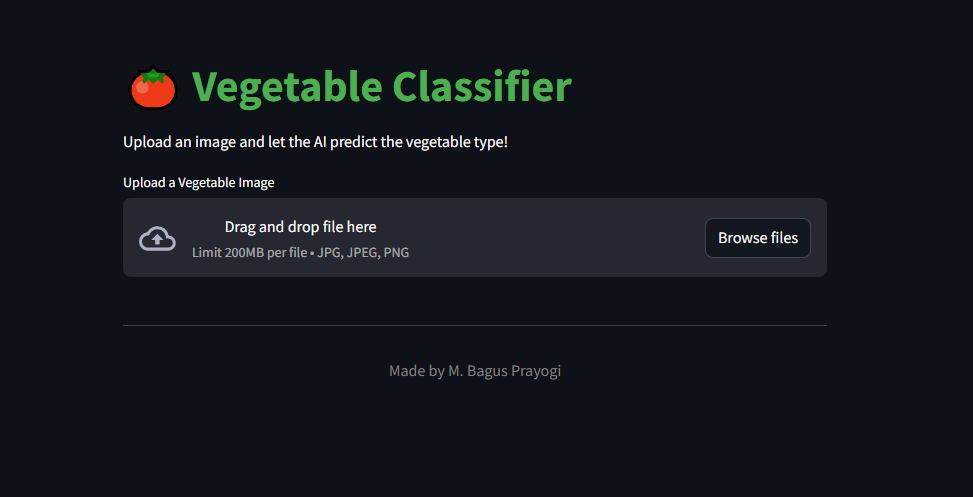 Vegetable Classifier
Upload an image and let the AI predict the vegetable type!
Upload a Vegetable Image
Drag and drop file here
Limit 200MB per file • JPG, JPEG, PNG
Browse files
Made by M. Bagus Prayogi